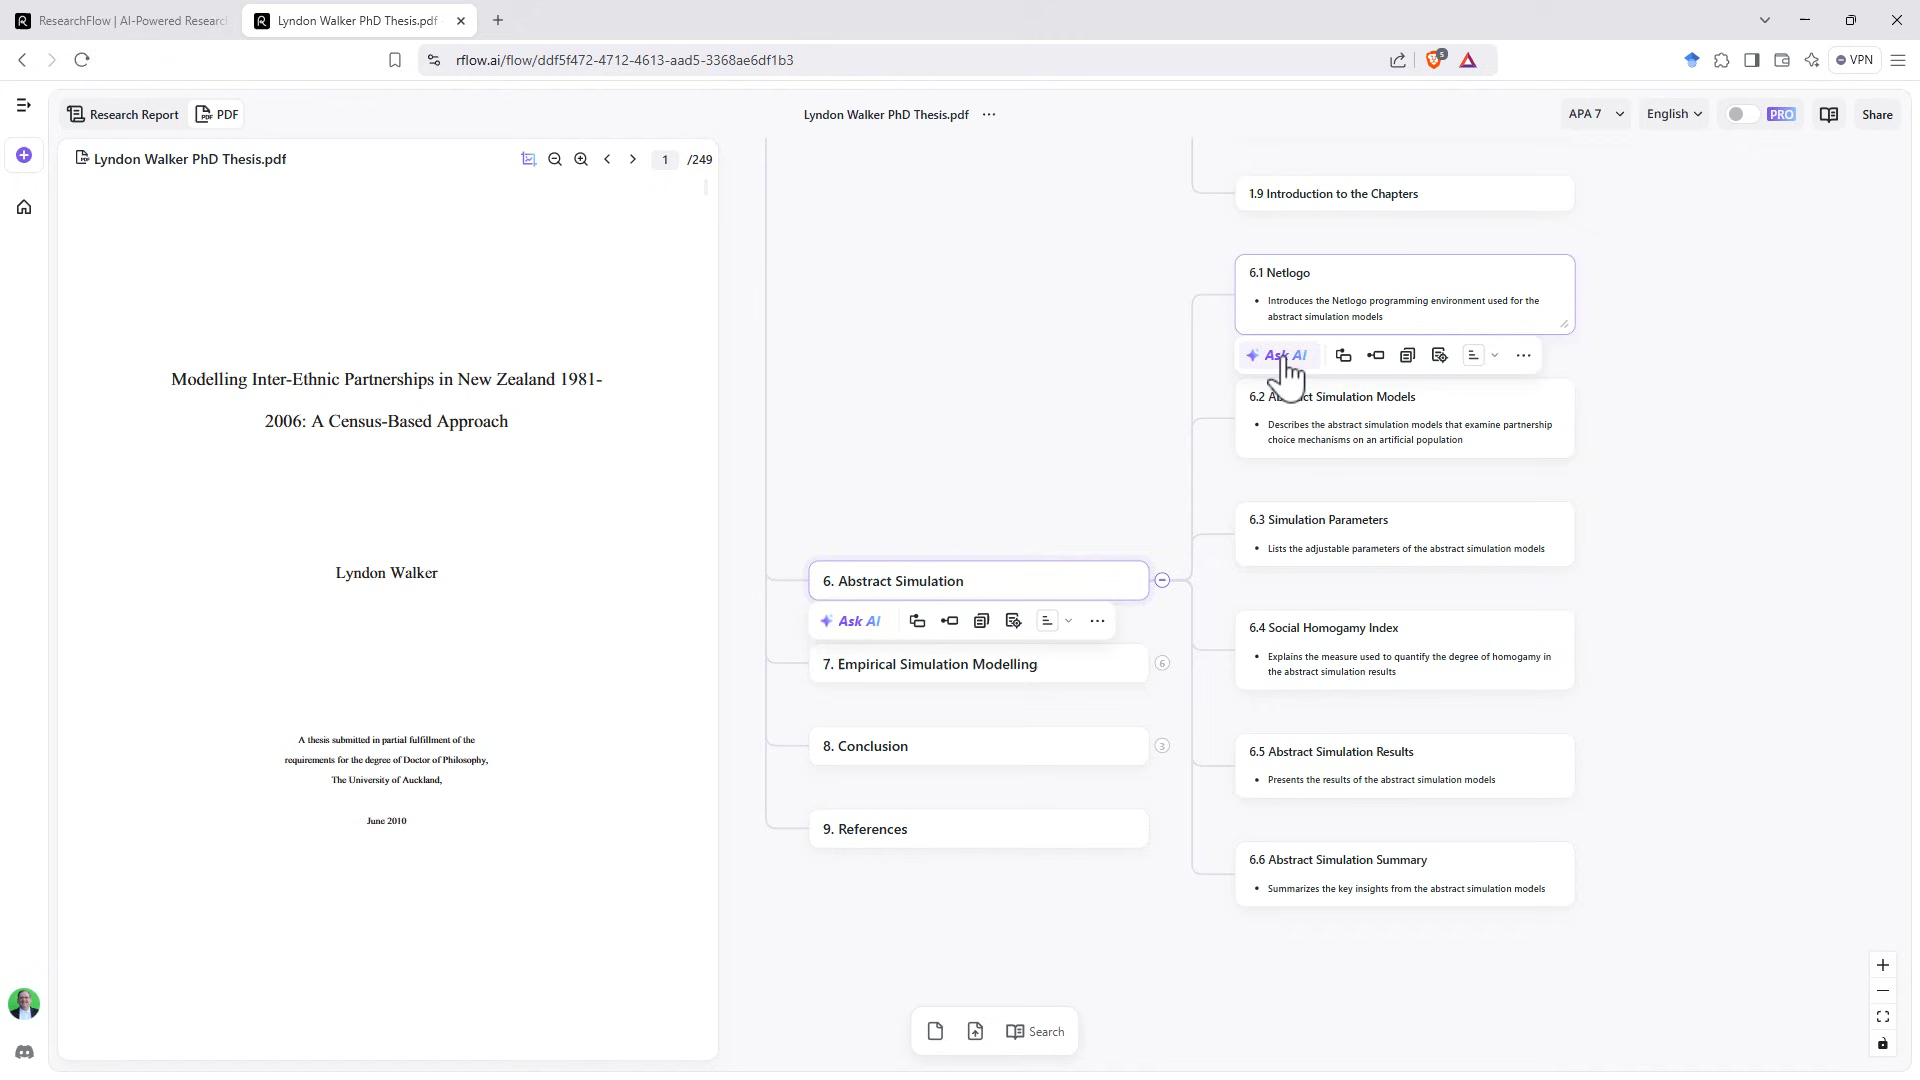 ResearchFlow | AI-Powered Researc
Lyndon Walker PhD Thesis.pdf
rflow.ai/flow/ddf5f472-4712-4613-aad5-3368ae6df1b3
5
VPN
Research Report
PDF
Lyndon Walker PhD Thesis.pdf
APA 7
English
PRO
Share
Lyndon Walker PhD Thesis.pdf
1
/249
Modelling Inter-Ethnic Partnerships in New Zealand 1981-
2006: A Census-Based Approach
Lyndon Walker
A thesis submitted in partial fulfillment of the
requirements for the degree of Doctor of Philosophy,
The University of Auckland,
June 2010
6. Abstract Simulation
Ask AI
7. Empirical Simulation Modelling
6
8. Conclusion
3
9. References
1.9 Introduction to the Chapters
6.1 Netlogo
Introduces the Netlogo programming environment used for the
abstract simulation models
Ask AI
6.2 Abstract Simulation Models
Describes the abstract simulation models that examine partnership
choice mechanisms on an artificial population
6.3 Simulation Parameters
Lists the adjustable parameters of the abstract simulation models
6.4 Social Homogamy Index
Explains the measure used to quantify the degree of homogamy in
the abstract simulation results
6.5 Abstract Simulation Results
Presents the results of the abstract simulation models
6.6 Abstract Simulation Summary
Summarizes the key insights from the abstract simulation models
Search